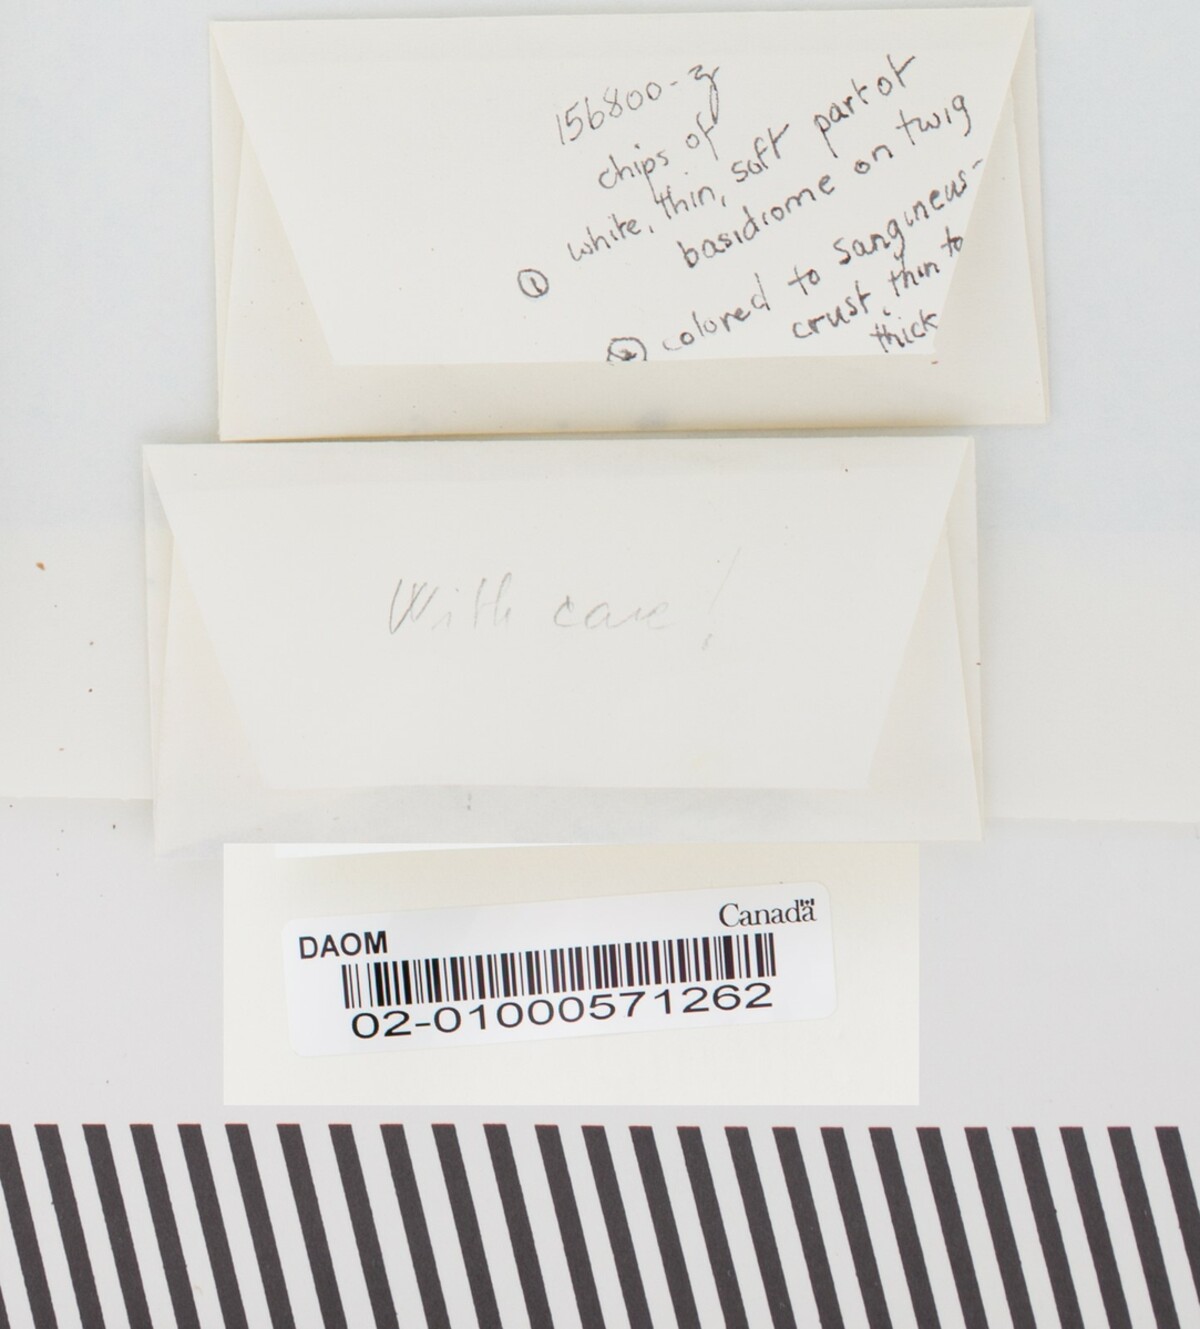 156800-z
chips of
① white, thin, soft part of
basidiome on twig
② colored to sanguineus-
crust, thin to
thick
With care!
Canada
DAOM
02-01000571262